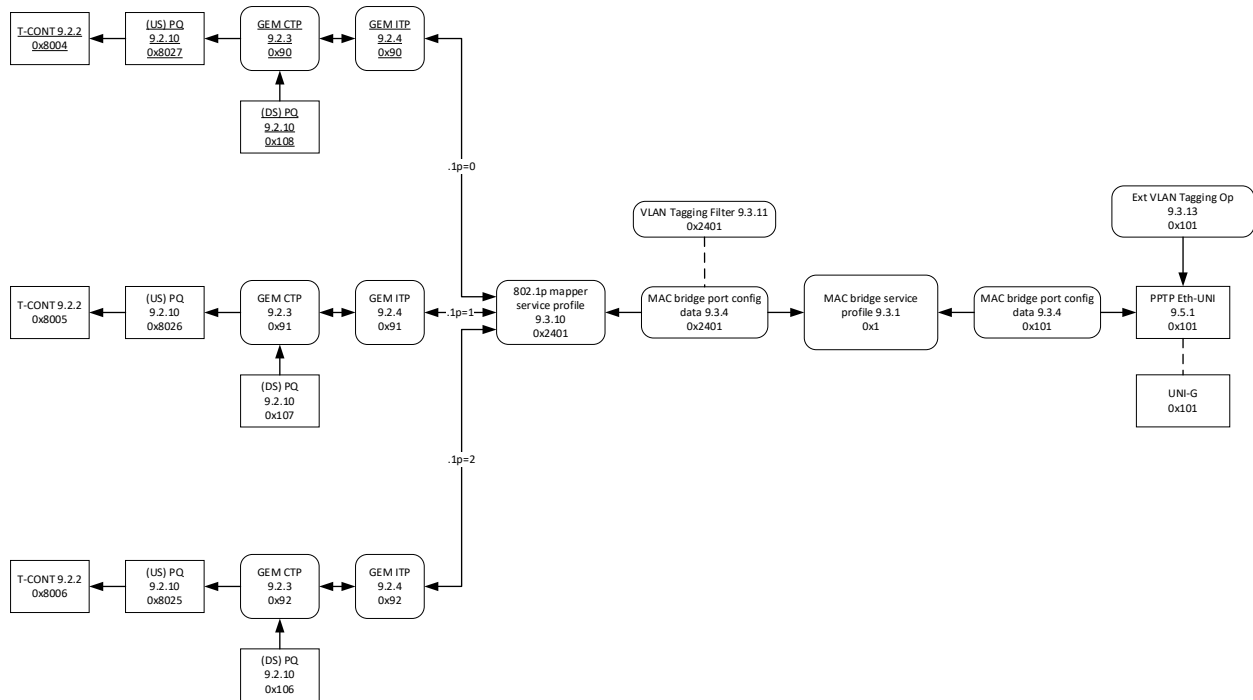 T-CONT 9.2.2
0x8004
(US) PQ
9.2.10
0x8027
GEM CTP
9.2.3
0x90
GEM ITP
9.2.4
0x90
(DS) PQ
9.2.10
0x108
.1p=0
VLAN Tagging Filter 9.3.11
0x2401
Ext VLAN Tagging Op
9.3.13
0x101
T-CONT 9.2.2
0x8005
(US) PQ
9.2.10
0x8026
GEM CTP
9.2.3
0x91
GEM ITP
9.2.4
0x91
.1p=1
802.1p mapper
service profile
9.3.10
0x2401
MAC bridge port config
data 9.3.4
0x2401
MAC bridge service
profile 9.3.1
0x1
MAC bridge port config
data 9.3.4
0x101
PPTP Eth-UNI
9.5.1
0x101
(DS) PQ
9.2.10
0x107
UNI-G
0x101
.1p=2
T-CONT 9.2.2
0x8006
(US) PQ
9.2.10
0x8025
GEM CTP
9.2.3
0x92
GEM ITP
9.2.4
0x92
(DS) PQ
9.2.10
0x106